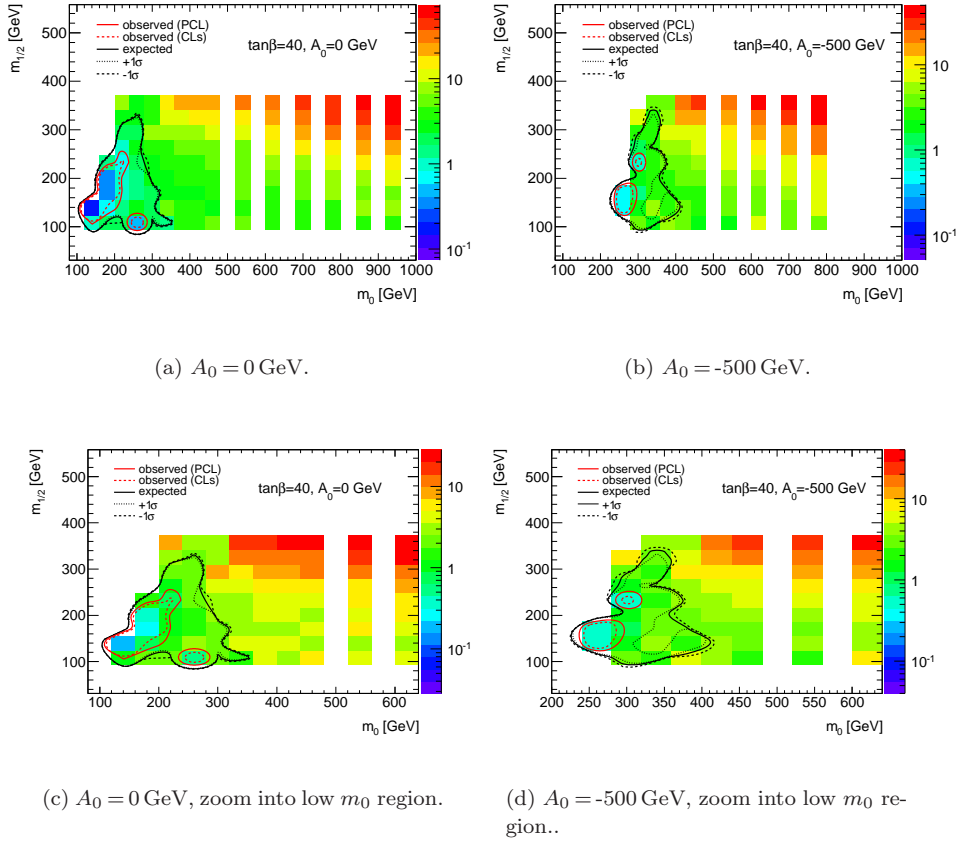 m1/2 [GeV]
500
400
300
200
100
observed (PCL)
observed (CLs)
expected
+1σ
-1σ
tanβ=40, A0=0 GeV
10
1
10-1
100 200 300 400 500 600 700 800 900 1000
m0 [GeV]
m1/2 [GeV]
500
400
300
200
100
observed (PCL)
observed (CLs)
expected
+1σ
-1σ
tanβ=40, A0=-500 GeV
10
1
10-1
100 200 300 400 500 600 700 800 900 1000
m0 [GeV]
(a) A0 = 0 GeV.
(b) A0 = -500 GeV.
m1/2 [GeV]
500
400
300
200
100
observed (PCL)
observed (CLs)
expected
+1σ
-1σ
tanβ=40, A0=0 GeV
10
1
10-1
100 200 300 400 500 600
m0 [GeV]
m1/2 [GeV]
500
400
300
200
100
observed (PCL)
observed (CLs)
expected
+1σ
-1σ
tanβ=40, A0=-500 GeV
10
1
10-1
200 250 300 350 400 450 500 550 600
m0 [GeV]
(c) A0 = 0 GeV, zoom into low m0 region.
(d) A0 = -500 GeV, zoom into low m0 re-
gion..